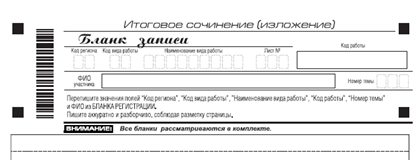 Итоговое сочинение (изложение)
Бланк записи
Код региона Код вида работы Наименование вида работы Лист № Код работы
ФИО участника Номер темы
Перепишите значения полей "Код региона", "Код вида работы", "Наименование вида работы", "Код работы", "Номер темы"
и ФИО из БЛАНКА РЕГИСТРАЦИИ.
Пишите аккуратно и разборчиво, соблюдая разметку страницы.
ВНИМАНИЕ! Все бланки рассматриваются в комплекте.